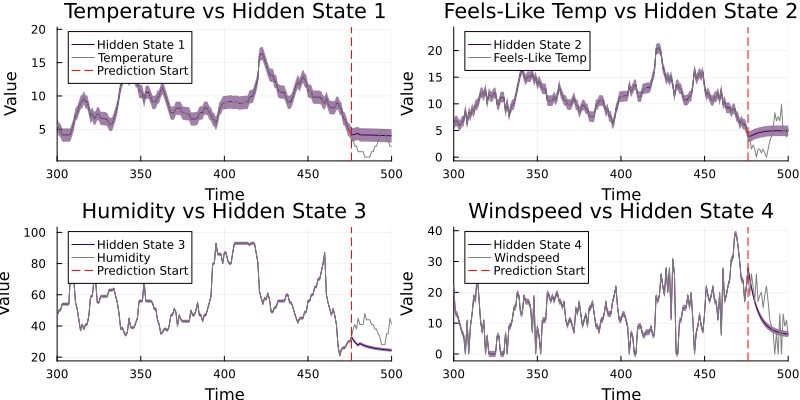 Temperature vs Hidden State 1
20
15
10
5
Value
Hidden State 1
Temperature
Prediction Start
300
350
400
450
500
Time
Feels-Like Temp vs Hidden State 2
20
15
10
5
0
Value
Hidden State 2
Feels-Like Temp
300
350
400
450
500
Time
Humidity vs Hidden State 3
100
80
60
40
20
Value
Hidden State 3
Humidity
Prediction Start
300
350
400
450
500
Time
Windspeed vs Hidden State 4
40
30
20
10
0
Value
Hidden State 4
Windspeed
Prediction Start
300
350
400
450
500
Time